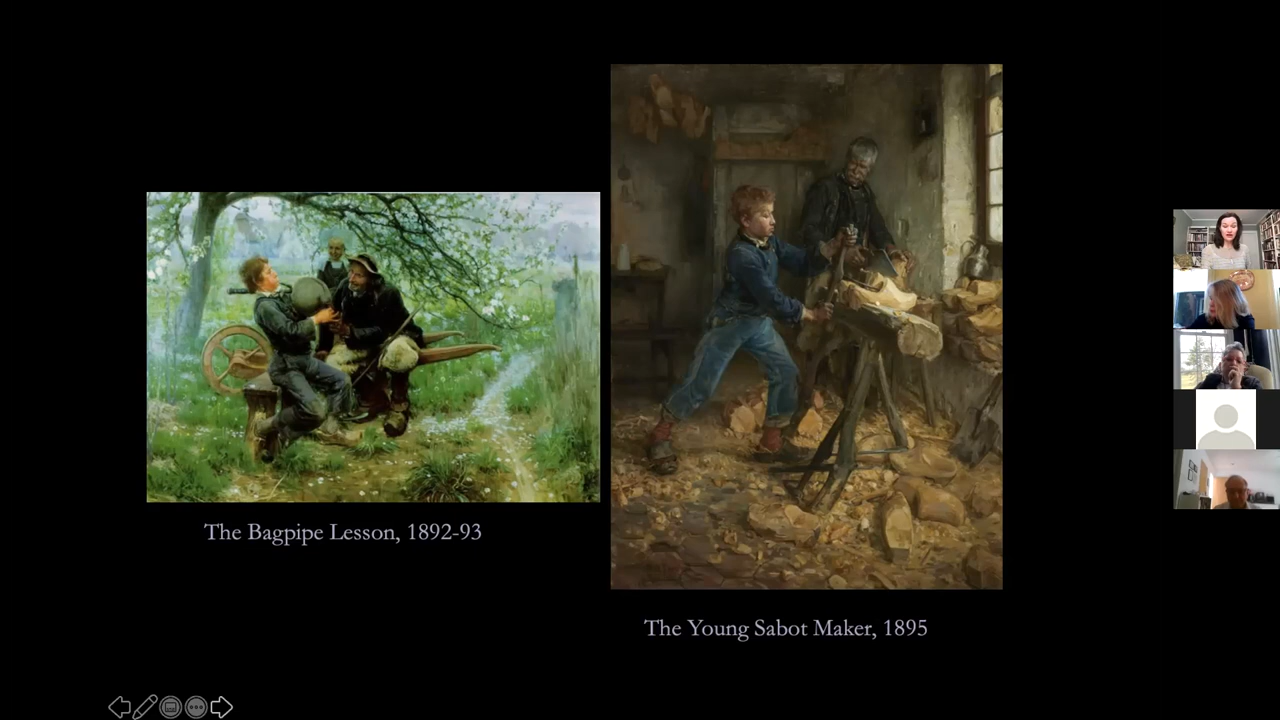 The Bagpipe Lesson, 1892-93
The Young Sabot Maker, 1895